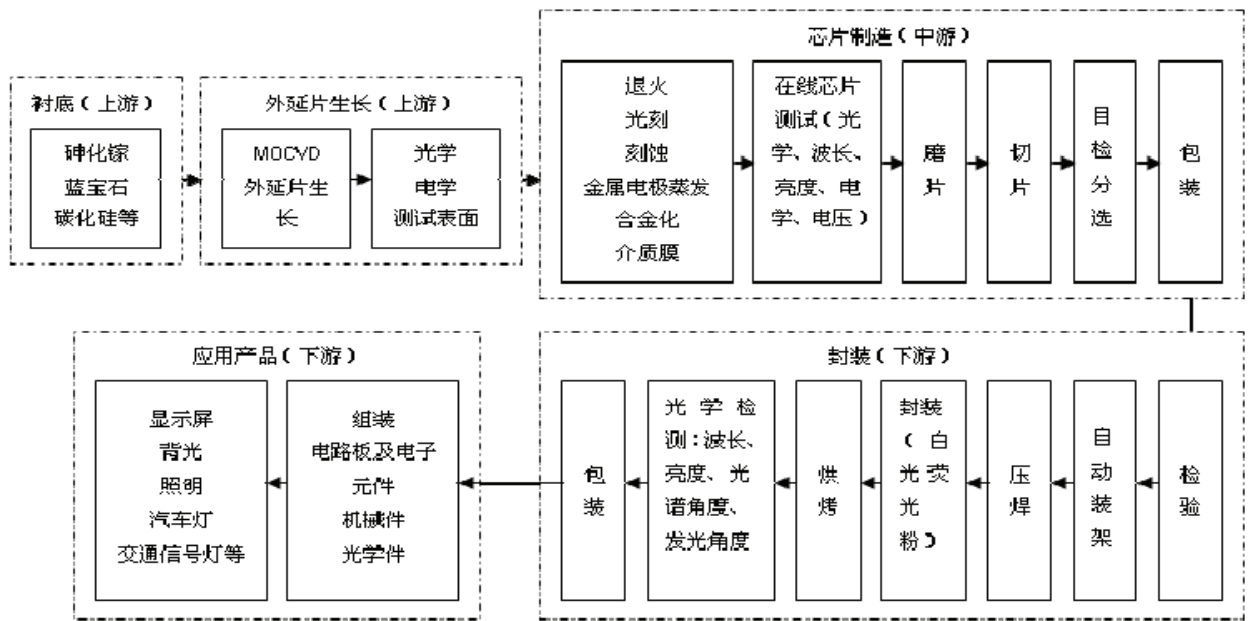 芯片制造（中游）
衬底（上游）
外延片生长（上游）
砷化镓
蓝宝石
碳化硅等
MOCVD
外延片生
长
光学
电学
测试表面
退火
光刻
刻蚀
金属电极蒸发
合金化
介质膜
在线芯片
测试（光
学、波长、
亮度、电
学、电压）
磨
片
切
片
目
检
分
选
包
装
应用产品（下游）
封装（下游）
显示屏
背光
照明
汽车灯
交通信号灯等
组装
电路板及电子
元件
机械件
光学件
包
装
光学检
测：波长、
亮度、光
谱角度、
发光角度
烘
烤
封装
（白
光荧
光
粉）
压
焊
自
动
装
架
检
验